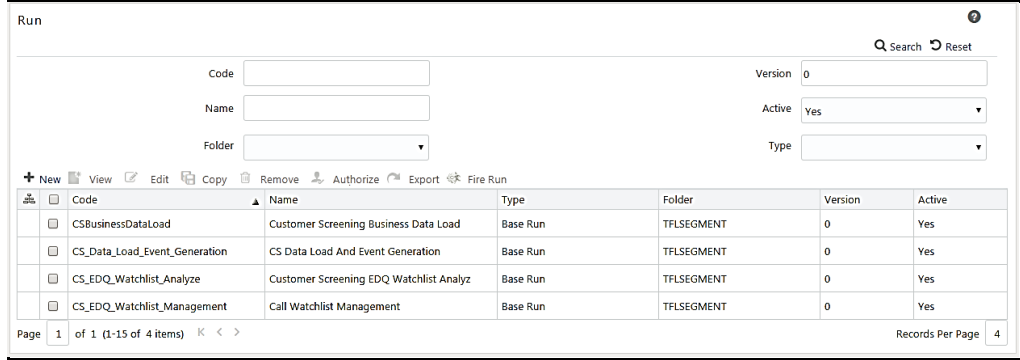 Run
Search Reset
Code Version 0
Name Active Yes
Folder Type
New View Edit Copy Remove Authorize Export Fire Run
Code Name Type Folder Version Active
CSBusinessDataLoad Customer Screening Business Data Load Base Run TFLSEGMENT 0 Yes
CS_Data_Load_Event_Generation CS Data Load And Event Generation Base Run TFLSEGMENT 0 Yes
CS_EDQ_Watchlist_Analyze Customer Screening EDQ Watchlist Analyz Base Run TFLSEGMENT 0 Yes
CS_EDQ_Watchlist_Management Call Watchlist Management Base Run TFLSEGMENT 0 Yes
Page 1 of 1 (1-15 of 4 items) Records Per Page 4